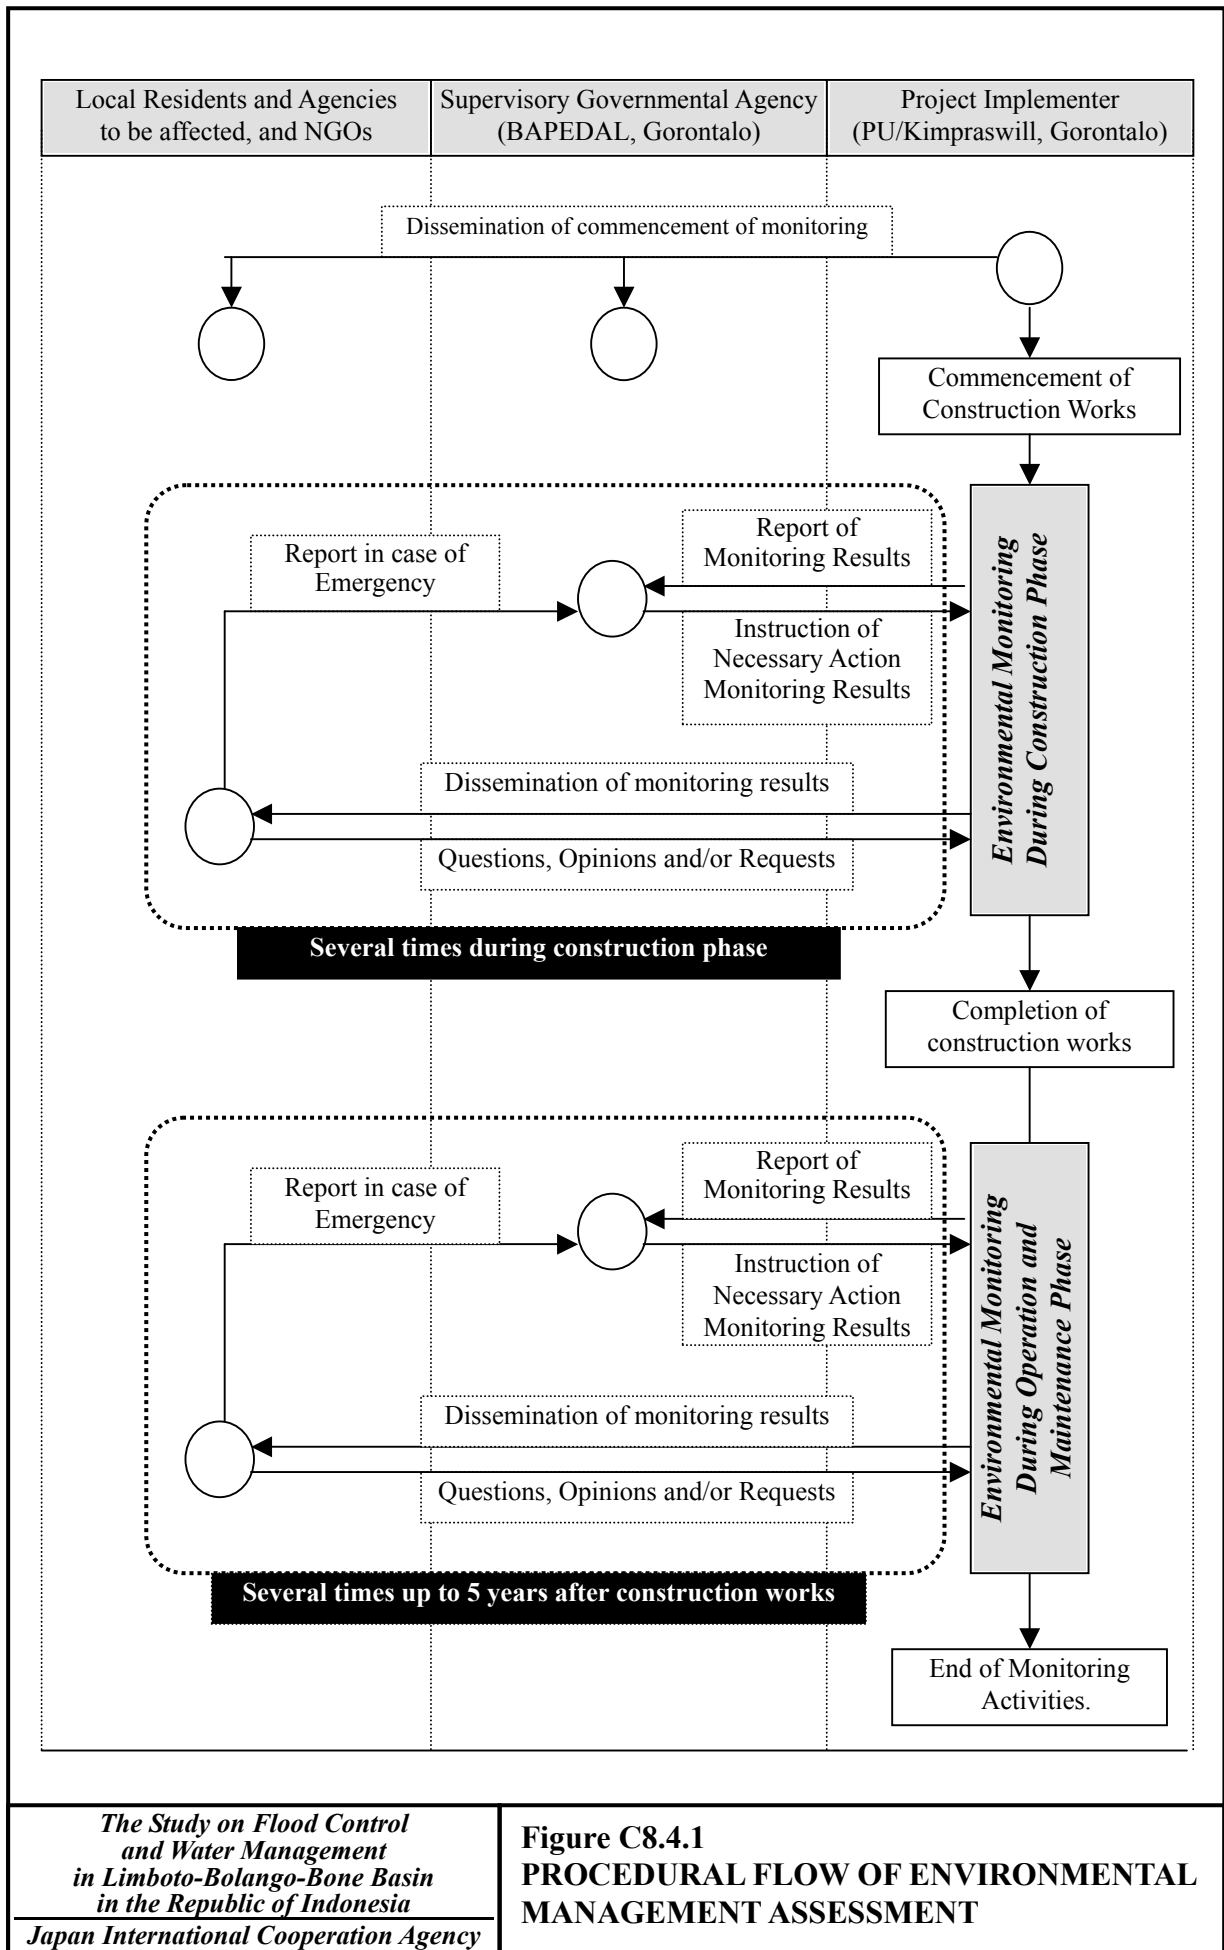 Local Residents and Agencies
to be affected, and NGOs
Supervisory Governmental Agency
(BAPEDAL, Gorontalo)
Project Implementer
(PU/Kimpraswill, Gorontalo)
Dissemination of commencement of monitoring
Commencement of
Construction Works
Report in case of
Emergency
Report of
Monitoring Results
Instruction of
Necessary Action
Monitoring Results
Environmental Monitoring
During Construction Phase
Dissemination of monitoring results
Questions, Opinions and/or Requests
Several times during construction phase
Completion of
construction works
Report in case of
Emergency
Report of
Monitoring Results
Instruction of
Necessary Action
Monitoring Results
Environmental Monitoring
During Operation and
Maintenance Phase
Dissemination of monitoring results
Questions, Opinions and/or Requests
Several times up to 5 years after construction works
End of Monitoring
Activities.
The Study on Flood Control
and Water Management
in Limboto-Bolango-Bone Basin
in the Republic of Indonesia
Japan International Cooperation Agency
Figure C8.4.1
PROCEDURAL FLOW OF ENVIRONMENTAL
MANAGEMENT ASSESSMENT